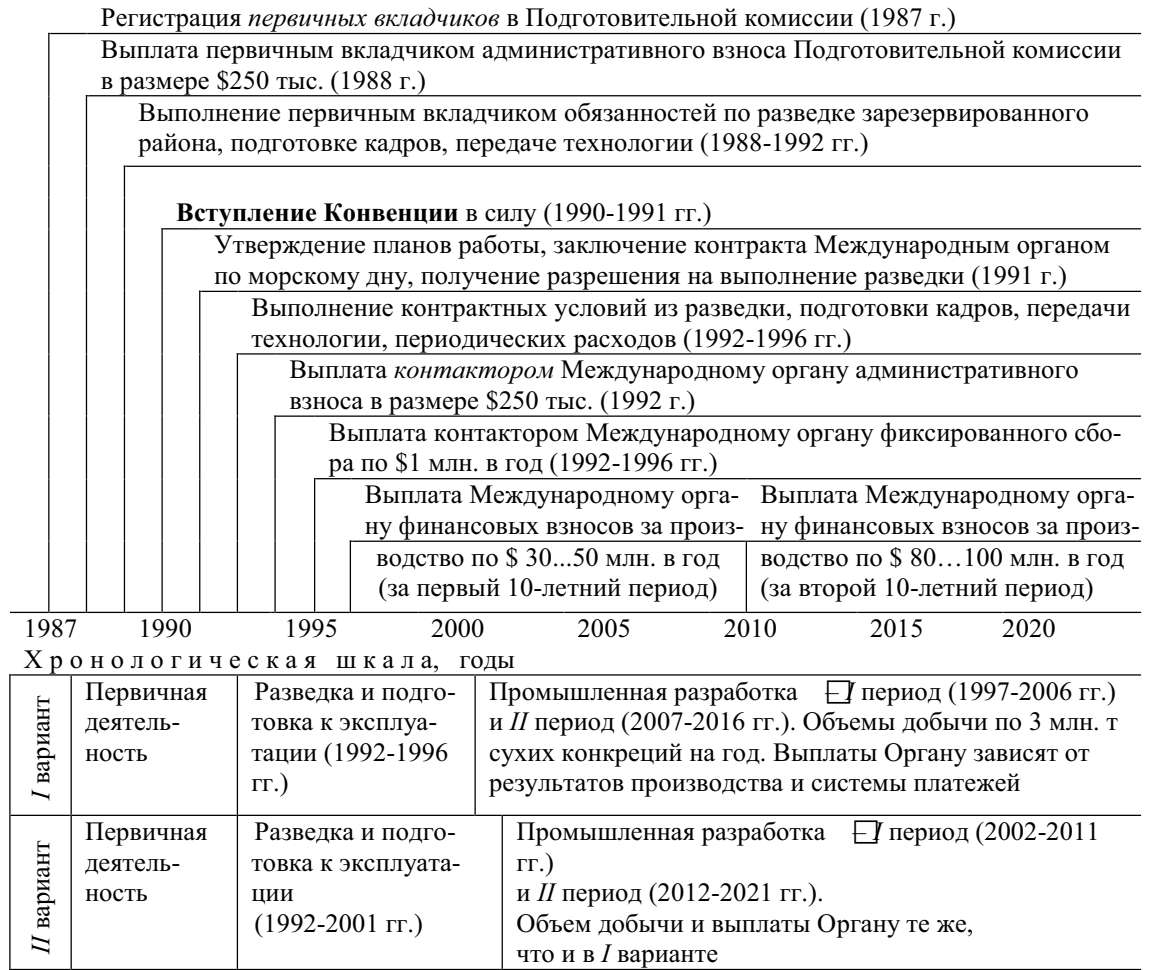 Регистрация первичных вкладчиков в Подготовительной комиссии (1987 г.)
Выплата первичным вкладчиком административного взноса Подготовительной комиссии
в размере $250 тыс. (1988 г.)
Выполнение первичным вкладчиком обязанностей по разведке зарезервированного
района, подготовке кадров, передаче технологии (1988-1992 гг.)
Вступление Конвенции в силу (1990-1991 гг.)
Утверждение планов работы, заключение контракта Международным органом
по морскому дну, получение разрешения на выполнение разведки (1991 г.)
Выполнение контрактных условий из разведки, подготовки кадров, передачи
технологии, периодических расходов (1992-1996 гг.)
Выплата контактором Международному органу административного
взноса в размере $250 тыс. (1992 г.)
Выплата контактором Международному органу фиксированного сбо-
ра по $1 млн. в год (1992-1996 гг.)
Выплата Международному орга-
ну финансовых взносов за произ-
водство по $ 30...50 млн. в год
(за первый 10-летний период)
Выплата Международному орга-
ну финансовых взносов за произ-
водство по $ 80…100 млн. в год
(за второй 10-летний период)
1987 1990 1995 2000 2005 2010 2015 2020
Хронологическая шкала, годы
I вариант
Первичная
деятель-
ность
Разведка и подго-
товка к эксплуа-
тации (1992-1996
гг.)
Промышленная разработка – I период (1997-2006 гг.)
и II период (2007-2016 гг.). Объемы добычи по 3 млн. т
сухих конкреций на год. Выплаты Органу зависят от
результатов производства и системы платежей
II вариант
Первичная
деятель-
ность
Разведка и подго-
товка к эксплуата-
ции
(1992-2001 гг.)
Промышленная разработка – I период (2002-2011
гг.)
и II период (2012-2021 гг.).
Объем добычи и выплаты Органу те же,
что и в I варианте